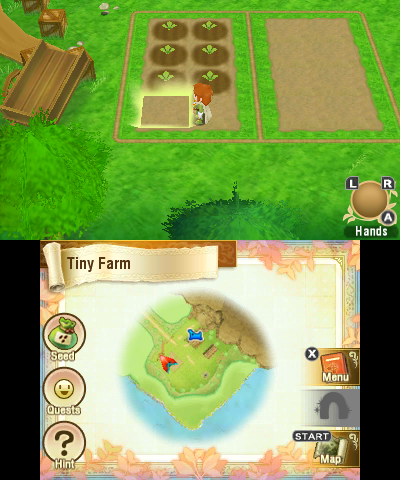 L
R
A
Hands
Tiny Farm
Seed
Quests
?
Hint
X
Menu
START
Map